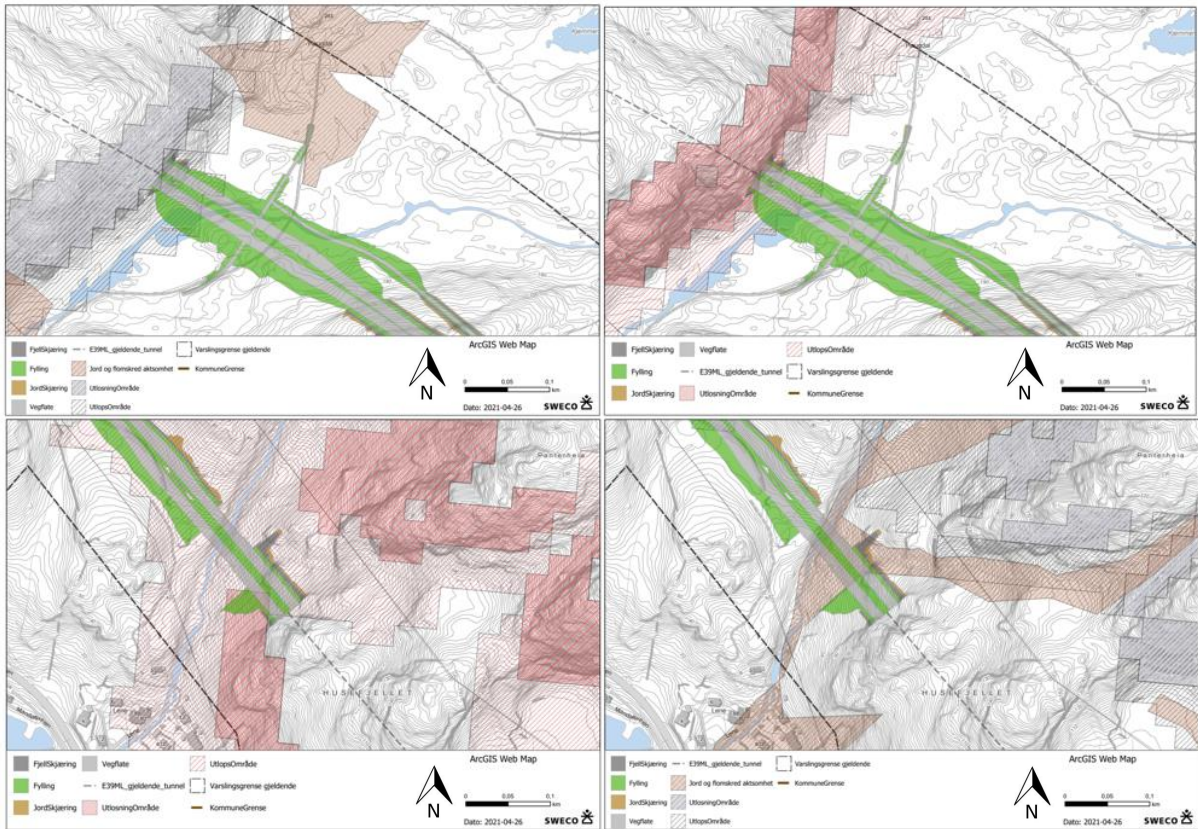 FjellSkjæring
E39ML_gjeldende_tunnel
Varslingsgrense gjeldende
Fylling
Jord og flomskred aktsomhet
KommuneGrense
JordSkjæring
UtlosningOmråde
Vegflate
UtlopsOmråde
ArcGIS Web Map
N
0 0,05 0,1
km
Dato: 2021-04-26
SWECO
FjellSkjæring
Vegflate
UtlopsOmråde
Fylling
E39ML_gjeldende_tunnel
Varslingsgrense gjeldende
JordSkjæring
UtlosningOmråde
KommuneGrense
ArcGIS Web Map
N
0 0,05 0,1
km
Dato: 2021-04-26
SWECO
Panterheia
HUSEFJELLET
Lene
FjellSkjæring
Vegflate
UtlopsOmråde
Fylling
E39ML_gjeldende_tunnel
Varslingsgrense gjeldende
JordSkjæring
UtlosningOmråde
KommuneGrense
ArcGIS Web Map
N
0 0,05 0,1
km
Dato: 2021-04-26
SWECO
Panterheia
HUSEFJELLET
Lene
FjellSkjæring
E39ML_gjeldende_tunnel
Varslingsgrense gjeldende
Fylling
Jord og flomskred aktsomhet
KommuneGrense
JordSkjæring
UtlosningOmråde
Vegflate
UtlopsOmråde
ArcGIS Web Map
N
0 0,05 0,1
km
Dato: 2021-04-26
SWECO